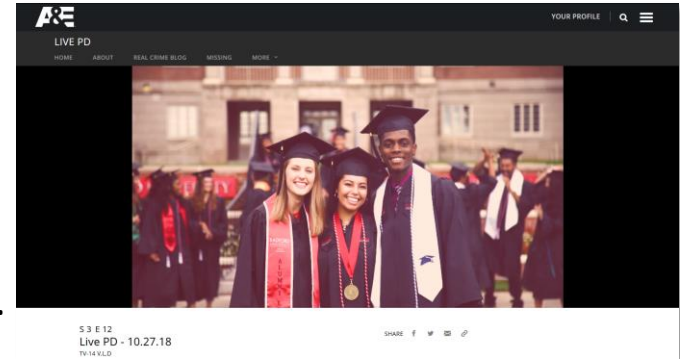 A&E
YOUR PROFILE
LIVE PD
HOME ABOUT REAL CRIME BLOG MISSING MORE
S 3 E 12
Live PD - 10.27.18
TV-14 V,L,D
SHARE